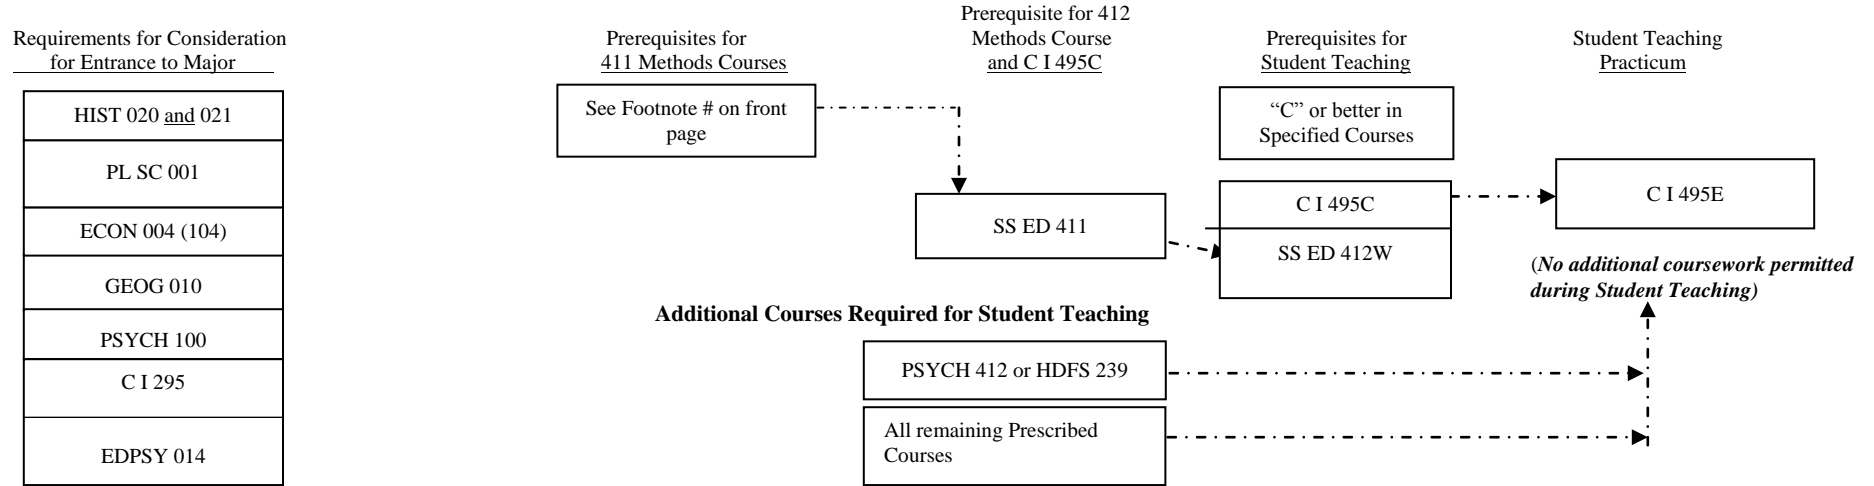 Requirements for Consideration
for Entrance to Major
HIST 020 and 021
PL SC 001
ECON 004 (104)
GEOG 010
PSYCH 100
C I 295
EDPSY 014
Prerequisites for
411 Methods Courses
See Footnote # on front
page
Prerequisite for 412
Methods Course
and C I 495C
SS ED 411
Prerequisites for
Student Teaching
“C” or better in
Specified Courses
C I 495C
SS ED 412W
Student Teaching
Practicum
C I 495E
(No additional coursework permitted
during Student Teaching)
Additional Courses Required for Student Teaching
PSYCH 412 or HDFS 239
All remaining Prescribed
Courses